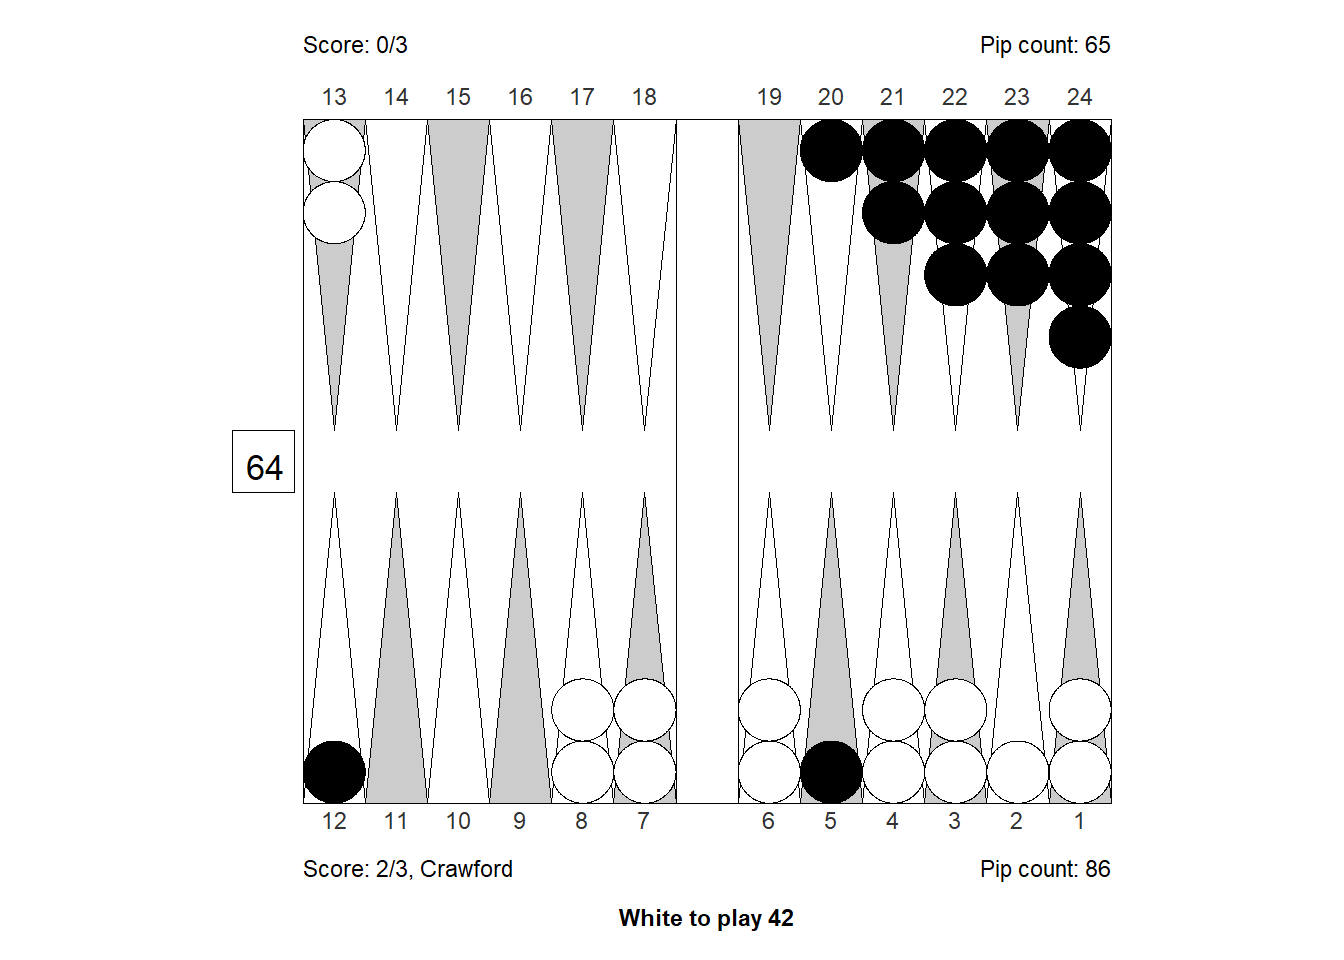 Score: 0/3 Pip count: 65
13 14 15 16 17 18 19 20 21 22 23 24
64
12 11 10 9 8 7 6 5 4 3 2 1
Score: 2/3, Crawford Pip count: 86
White to play 42